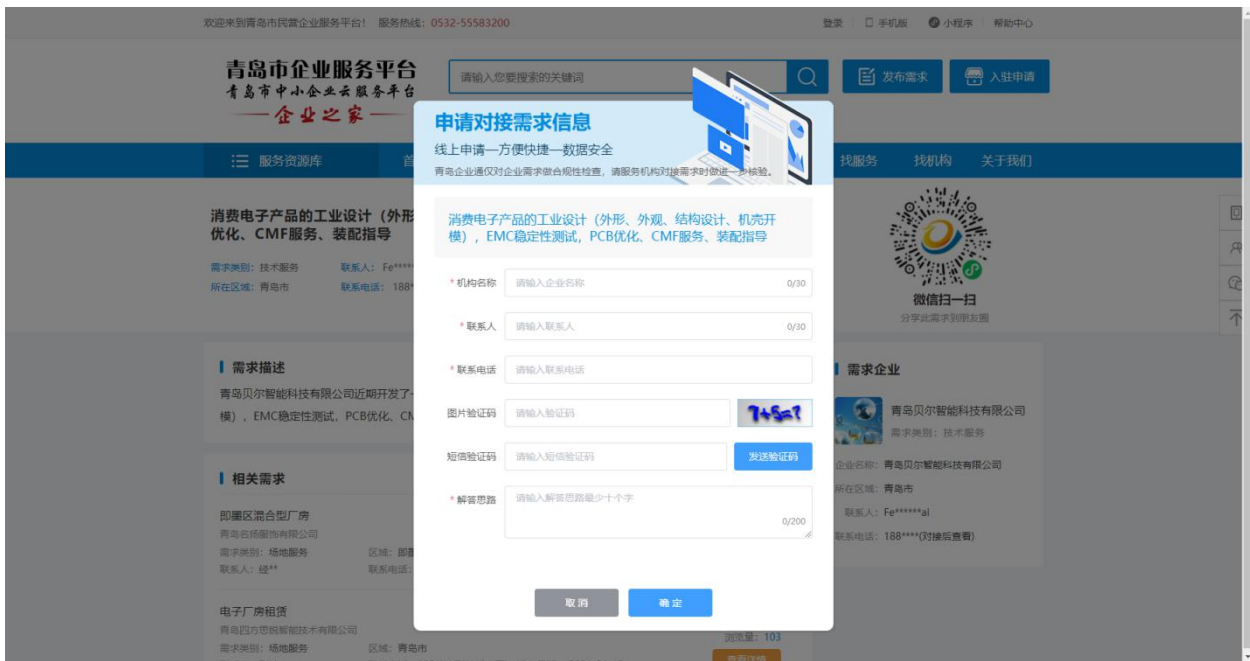 欢迎来到青岛市民营企业服务平台！ 服务热线：0532-55583200
登录 手机版 小程序 帮助中心
青岛市企业服务平台
青岛市中小企业云服务平台
企业之家
请输入您要搜索的关键词
发布需求
入驻申请
服务资源库 首
找服务 找机构 关于我们
申请对接需求信息
线上申请—方便快捷—数据安全
青岛企业通仅对企业需求做合规性检查，请服务机构对接需求时做进一步核验。
消费电子产品的工业设计（外形、外观、结构设计、机壳开
模），EMC稳定性测试，PCB优化、CMF服务、装配指导
* 机构名称 请输入企业名称 0/30
* 联系人 请输入联系人 0/30
* 联系电话 请输入联系电话
图片验证码 请输入验证码 7+5=?
短信验证码 请输入短信验证码 发送验证码
* 解答思路 请输入解答思路最少十个字
0/200
取消 确定
消费电子产品的工业设计（外形
优化、CMF服务、装配指导
需求类别：技术服务 联系人：Fe****
所在区域：青岛市 联系电话：188*
微信扫一扫
分享此需求到朋友圈
需求描述
青岛贝尔智能科技有限公司近期开发了一
模），EMC稳定性测试，PCB优化、CM
需求企业
青岛贝尔智能科技有限公司
需求类别：技术服务
企业名称：青岛贝尔智能科技有限公司
所在区域：青岛市
联系人：Fe******al
联系电话：188****(对接后查看)
相关需求
即墨区混合型厂房
青岛名扬服饰有限公司
需求类别：场地服务 区域：即墨
联系人：经** 联系电话：
电子厂房租赁
青岛四方思锐智能技术有限公司
需求类别：场地服务 区域：青岛市
浏览量：103
查看详情